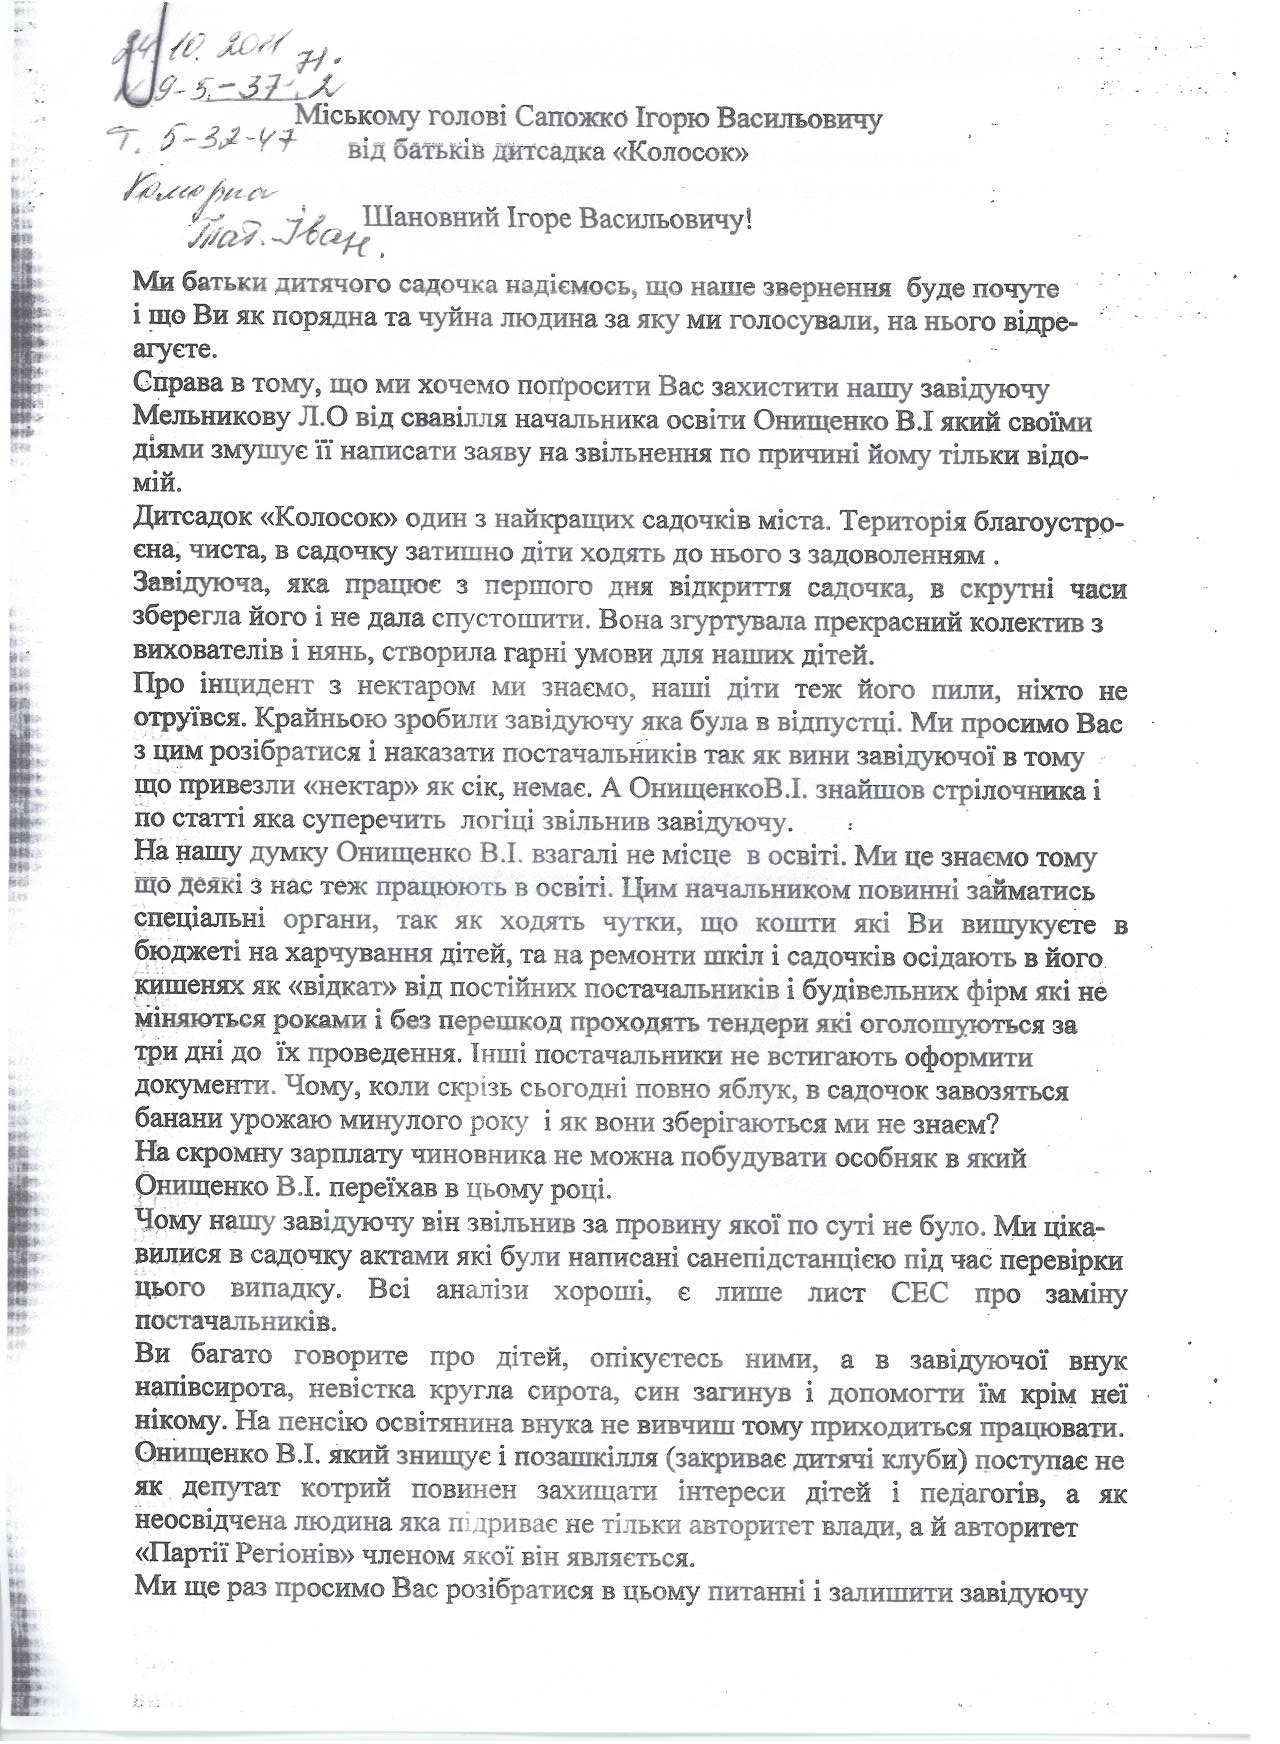 24.10.2011
9-5.-37.2
Міському голові Сапожко Ігорю Васильовичу
Т. 5-32-47
від батьків дитсадка «Колосок»
Шановний Ігоре Васильовичу!
Тат. Іван.
Ми батьки дитячого садочка надіємось, що наше звернення буде почуте
і що Ви як порядна та чуйна людина за яку ми голосували, на нього відре-
агуєте.
Справа в тому, що ми хочемо попросити Вас захистити нашу завідуючу
Мельникову Л.О від свавілля начальника освіти Онищенко В.І який своїми
діями змушує її написати заяву на звільнення по причині йому тільки відо-
мій.
Дитсадок «Колосок» один з найкращих садочків міста. Територія благоустро-
єна, чиста, в садочку затишно діти ходять до нього з задоволенням .
Завідуюча, яка працює з першого дня відкриття садочка, в скрутні часи
зберегла його і не дала спустошити. Вона згуртувала прекрасний колектив з
вихователів і нянь, створила гарні умови для наших дітей.
Про інцидент з нектаром ми знаємо, наші діти теж його пили, ніхто не
отруївся. Крайньою зробили завідуючу яка була в відпустці. Ми просимо Вас
з цим розібратися і наказати постачальників так як вини завідуючої в тому
що привезли «нектар» як сік, немає. А ОнищенкоВ.І. знайшов стрілочника і
по статті яка суперечить логіці звільнив завідуючу.
На нашу думку Онищенко В.І. взагалі не місце в освіті. Ми це знаємо тому
що деякі з нас теж працюють в освіті. Цим начальником повинні займатись
спеціальні органи, так як ходять чутки, що кошти які Ви вишукуєте в
бюджеті на харчування дітей, та на ремонти шкіл і садочків осідають в його
кишенях як «відкат» від постійних постачальників і будівельних фірм які не
міняються роками і без перешкод проходять тендери які оголошуються за
три дні до їх проведення. Інші постачальники не встигають оформити
документи. Чому, коли скрізь сьогодні повно яблук, в садочок завозяться
банани урожаю минулого року і як вони зберігаються ми не знаєм?
На скромну зарплату чиновника не можна побудувати особняк в який
Онищенко В.І. переїхав в цьому році.
Чому нашу завідуючу він звільнив за провину якої по суті не було. Ми ціка-
вилися в садочку актами які були написані санепідстанцією під час перевірки
цього випадку. Всі аналізи хороші, є лише лист СЕС про заміну
постачальників.
Ви багато говорите про дітей, опікуєтесь ними, а в завідуючої внук
напівсирота, невістка кругла сирота, син загинув і допомогти їм крім неї
нікому. На пенсію освітянина внука не вивчиш тому приходиться працювати.
Онищенко В.І. який знищує і позашкілля (закриває дитячі клуби) поступає не
як депутат котрий повинен захищати інтереси дітей і педагогів, а як
неосвідчена людина яка підриває не тільки авторитет влади, а й авторитет
«Партії Регіонів» членом якої він являється.
Ми ще раз просимо Вас розібратися в цьому питанні і залишити завідуючу